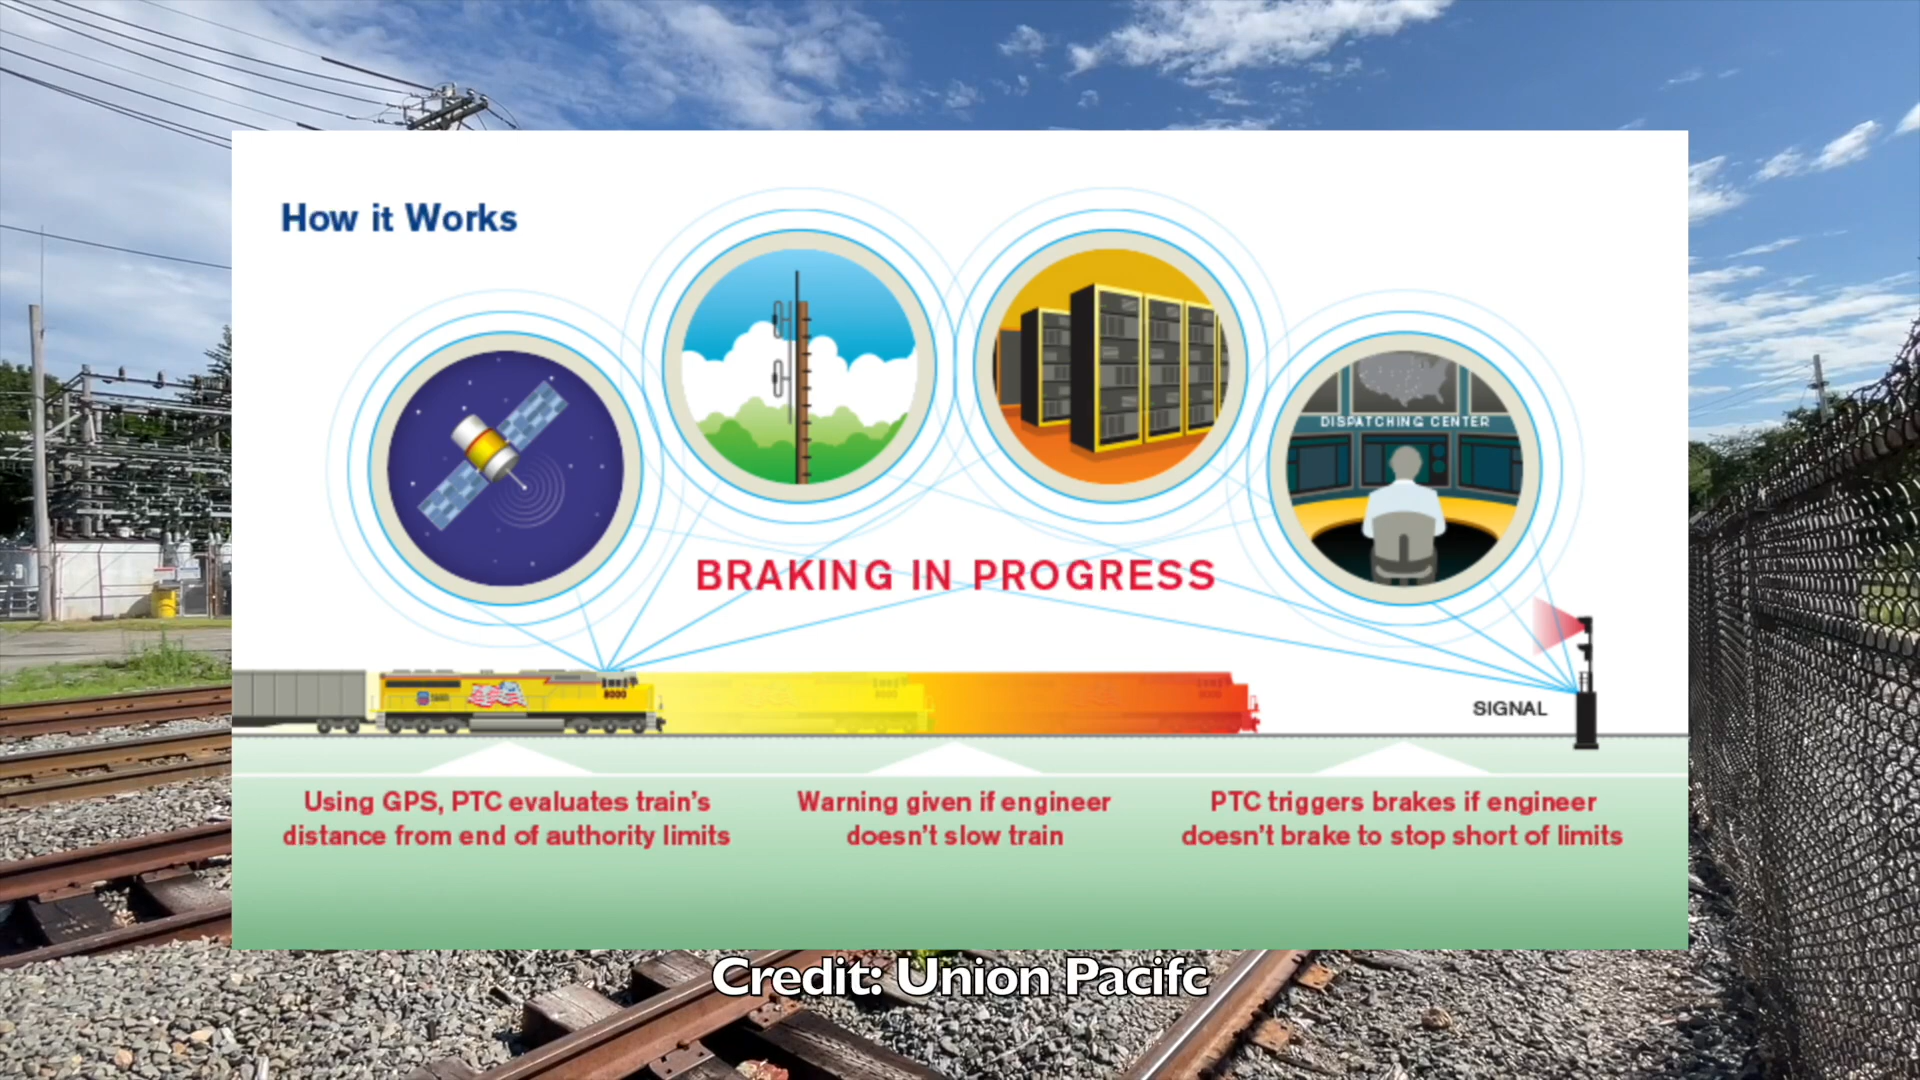 How it Works
DISPATCHING CENTER
BRAKING IN PROGRESS
8000
SIGNAL
Using GPS, PTC evaluates train's
distance from end of authority limits
Warning given if engineer
doesn't slow train
PTC triggers brakes if engineer
doesn't brake to stop short of limits
Credit: Union Pacifc